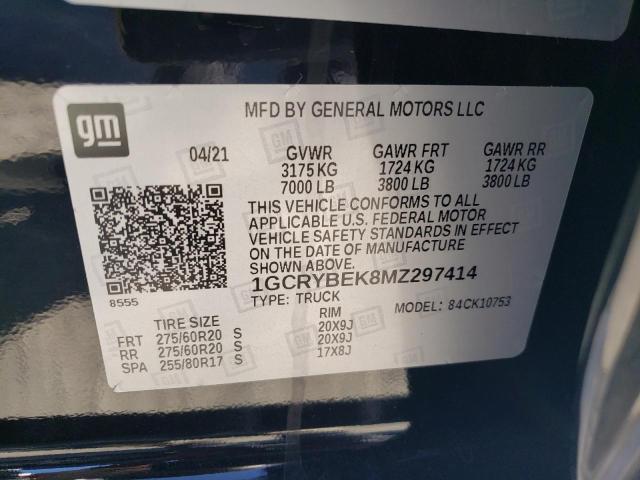 gm
MFD BY GENERAL MOTORS LLC
04/21 GVWR GAWR FRT GAWR RR
3175 KG 1724 KG 1724 KG
7000 LB 3800 LB 3800 LB
THIS VEHICLE CONFORMS TO ALL
APPLICABLE U.S. FEDERAL MOTOR
VEHICLE SAFETY STANDARDS IN EFFECT
ON THE DATE OF MANUFACTURE
SHOWN ABOVE.
8555 1GCRYBEK8MZ297414
TYPE: TRUCK MODEL: 84CK10753
TIRE SIZE RIM
FRT 275/60R20 S 20X9J
RR 275/60R20 S 20X9J
SPA 255/80R17 S 17X8J